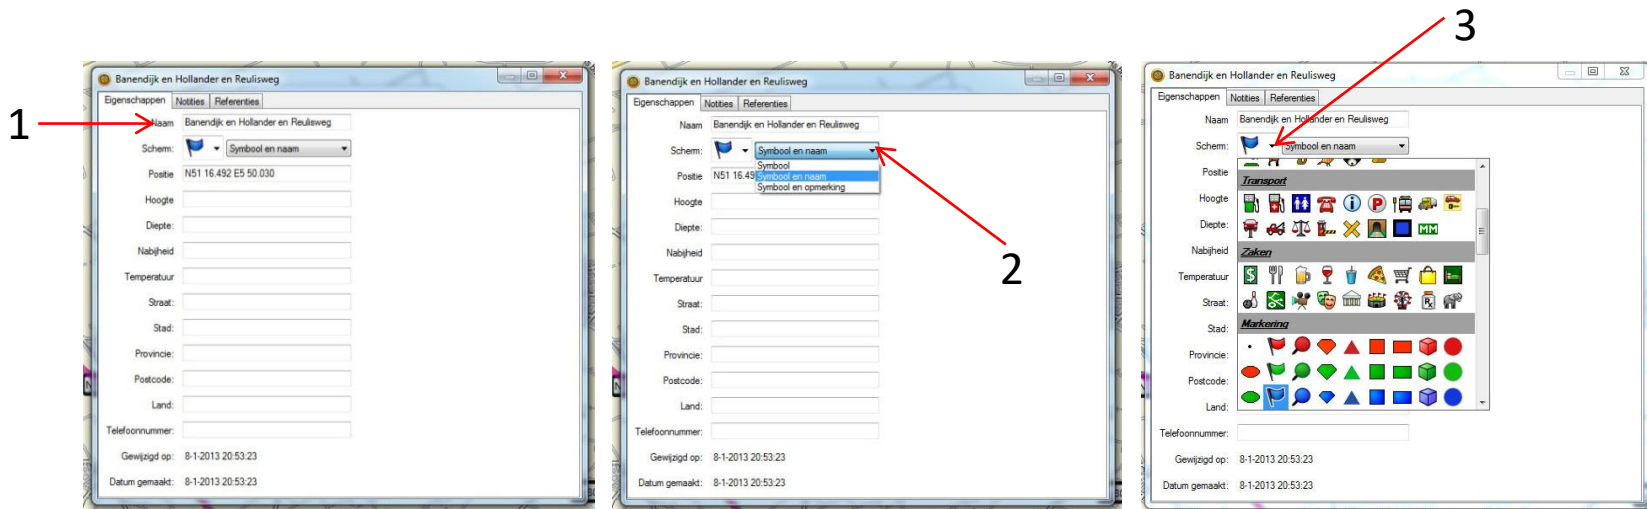 3
1
2
Banendijk en Hollander en Reulisweg
Eigenschappen Notities Referenties
Naam Banendijk en Hollander en Reulisweg
Scherm: Symbool en naam
Positie N51 16.492 E5 50.030
Hoogte
Diepte:
Nabijheid
Temperatuur
Straat:
Stad:
Provincie:
Postcode:
Land:
Telefoonnummer:
Gewijzigd op: 8-1-2013 20:53:23
Datum gemaakt: 8-1-2013 20:53:23
Banendijk en Hollander en Reulisweg
Eigenschappen Notities Referenties
Naam Banendijk en Hollander en Reulisweg
Scherm: Symbool en naam
Symbool
Positie N51 16.49 Symbool en naam
Symbool en opmerking
Hoogte
Diepte:
Nabijheid
Temperatuur
Straat:
Stad:
Provincie:
Postcode:
Land:
Telefoonnummer:
Gewijzigd op: 8-1-2013 20:53:23
Datum gemaakt: 8-1-2013 20:53:23
Banendijk en Hollander en Reulisweg
Eigenschappen Notities Referenties
Naam Banendijk en Hollander en Reulisweg
Scherm: Symbool en naam
Positie
Transport
Hoogte
Diepte: MM
Nabijheid Zaken
Temperatuur
Straat:
Stad: Markering
Provincie:
Postcode:
Land:
Telefoonnummer:
Gewijzigd op: 8-1-2013 20:53:23
Datum gemaakt: 8-1-2013 20:53:23